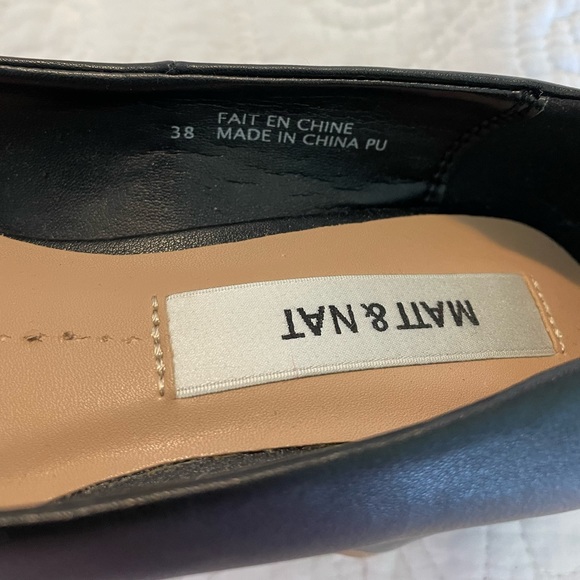 FAIT EN CHINE
38 MADE IN CHINA PU
MATT & NAT